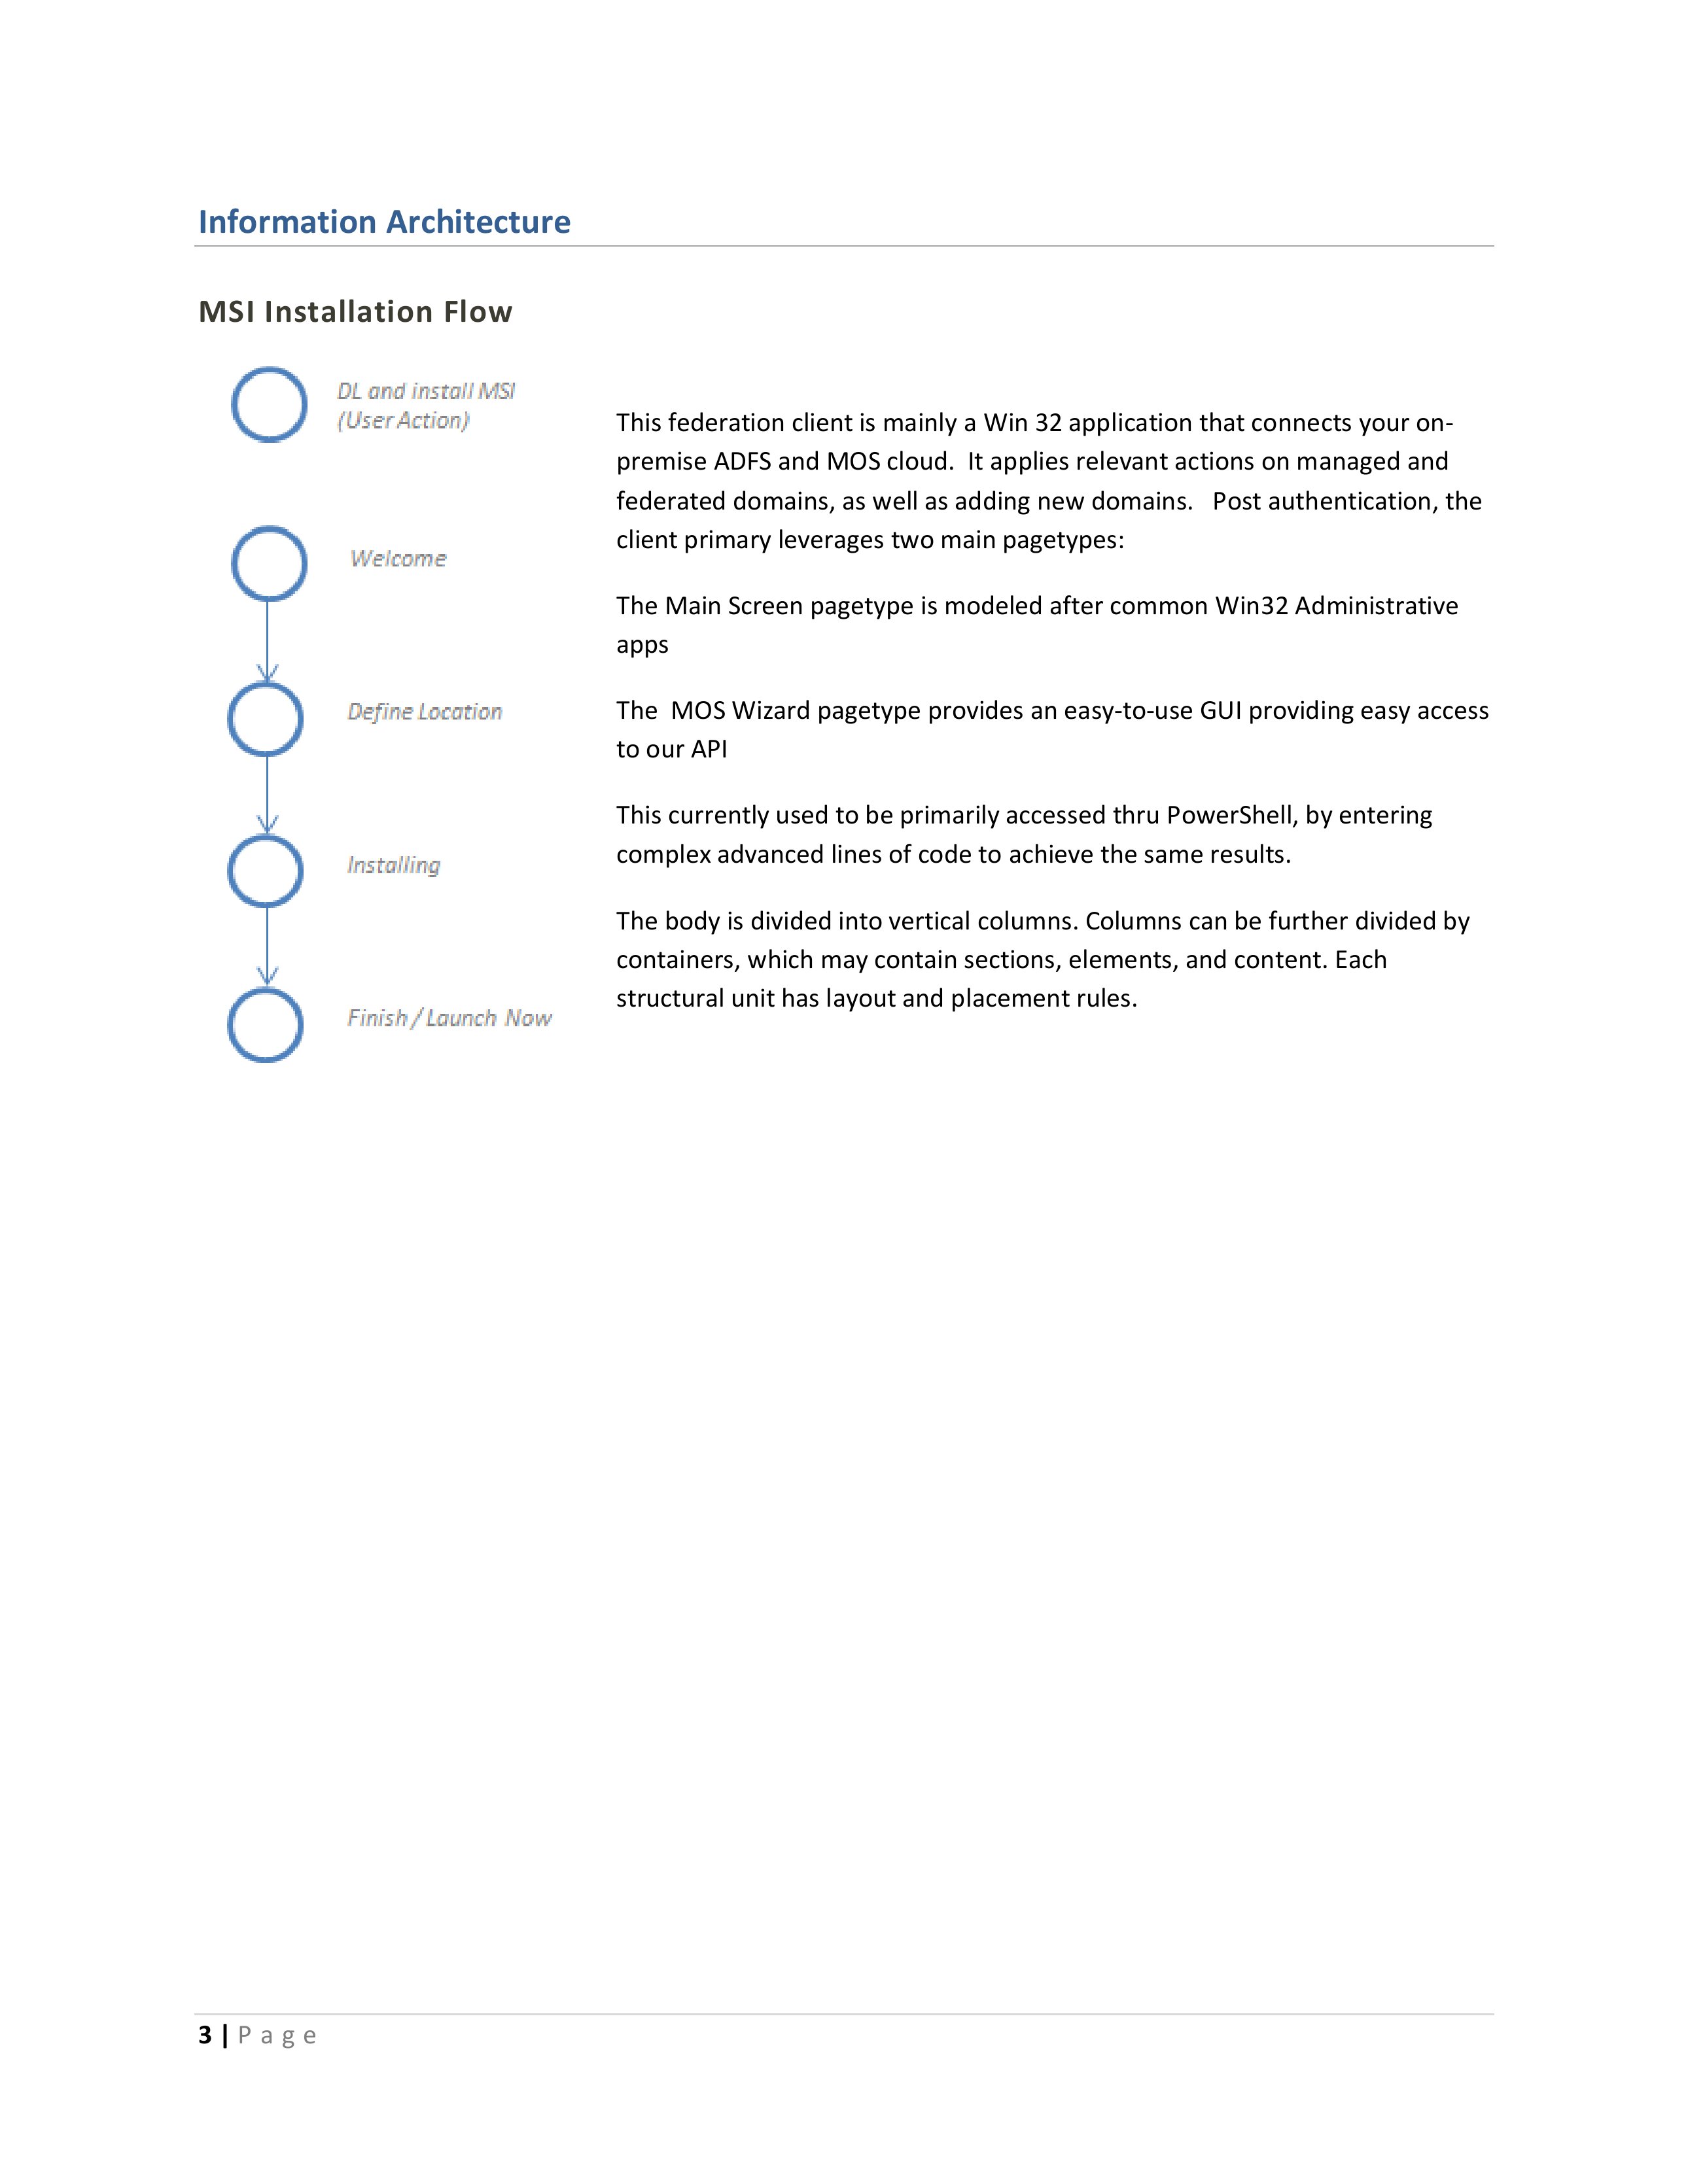 Information Architecture
MSI Installation Flow
DL and install MSI
(User Action)
Welcome
Define Location
Installing
Finish / Launch Now
This federation client is mainly a Win 32 application that connects your on-
premise ADFS and MOS cloud.  It applies relevant actions on managed and
federated domains, as well as adding new domains.   Post authentication, the
client primary leverages two main pagetypes:
The Main Screen pagetype is modeled after common Win32 Administrative
apps
The  MOS Wizard pagetype provides an easy-to-use GUI providing easy access
to our API
This currently used to be primarily accessed thru PowerShell, by entering
complex advanced lines of code to achieve the same results.
The body is divided into vertical columns. Columns can be further divided by
containers, which may contain sections, elements, and content. Each
structural unit has layout and placement rules.
3 | Page